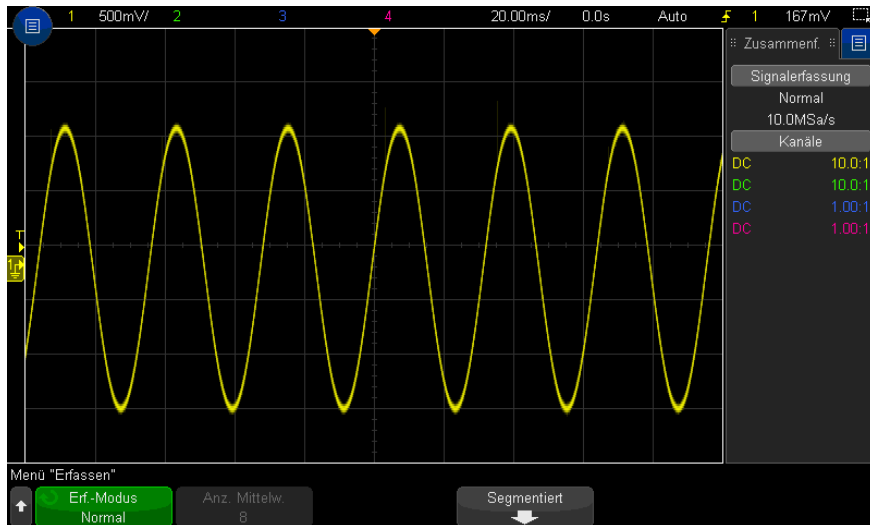 1 500mV/ 2 3 4 20.00ms/ 0.0s Auto 1 167mV
Zusammenf.
Signalerfassung
Normal
10.0MSa/s
Kanäle
DC 10.0:1
DC 10.0:1
DC 1.00:1
DC 1.00:1
T
1
Menü "Erfassen"
Erf.-Modus
Normal
Anz. Mittelw.
8
Segmentiert